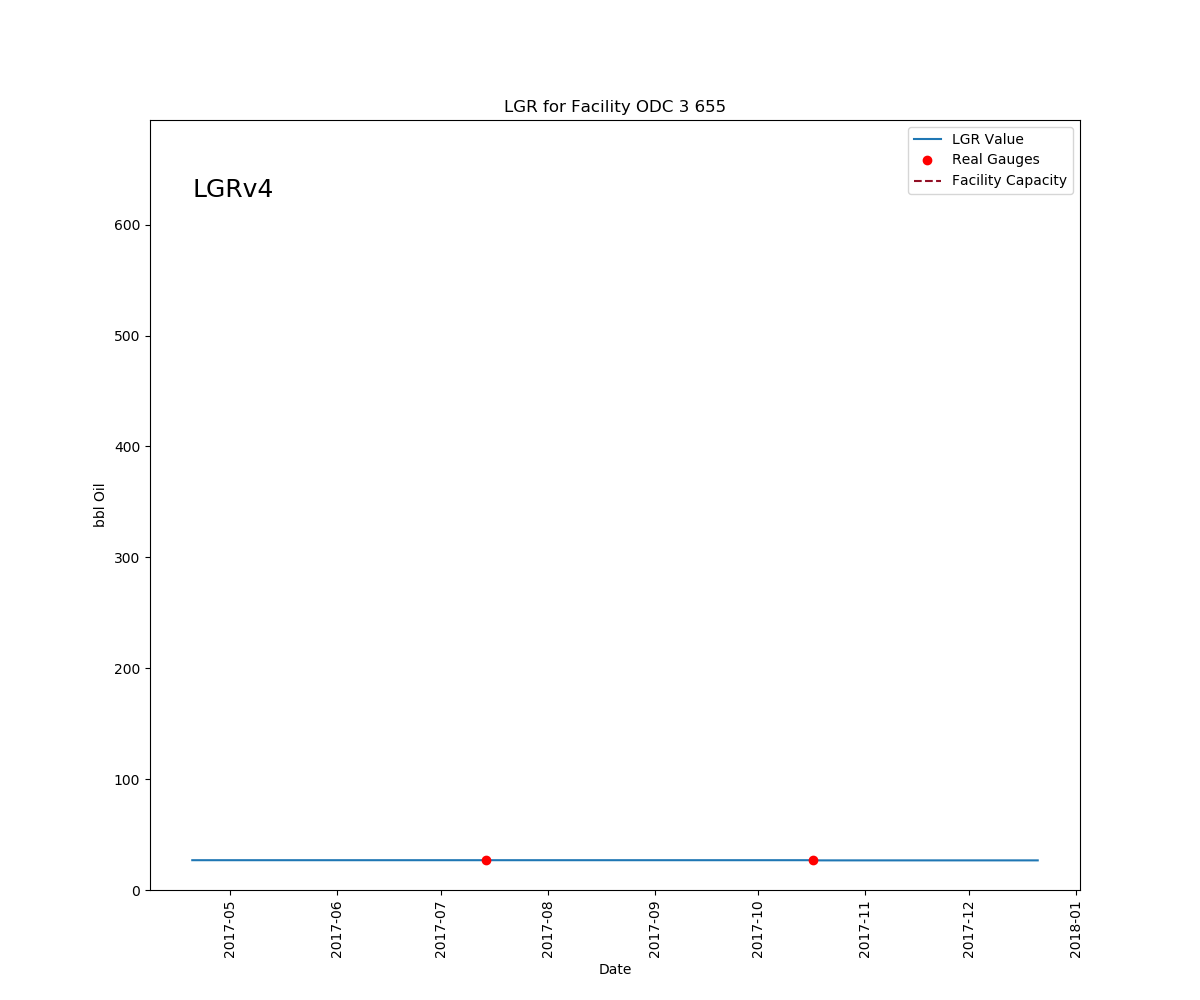 LGR for Facility ODC 3 655
LGR Value
Real Gauges
Facility Capacity
LGRv4
600
500
400
300
200
100
0
bbl Oil
2017-05
2017-06
2017-07
2017-08
2017-09
2017-10
2017-11
2017-12
2018-01
Date